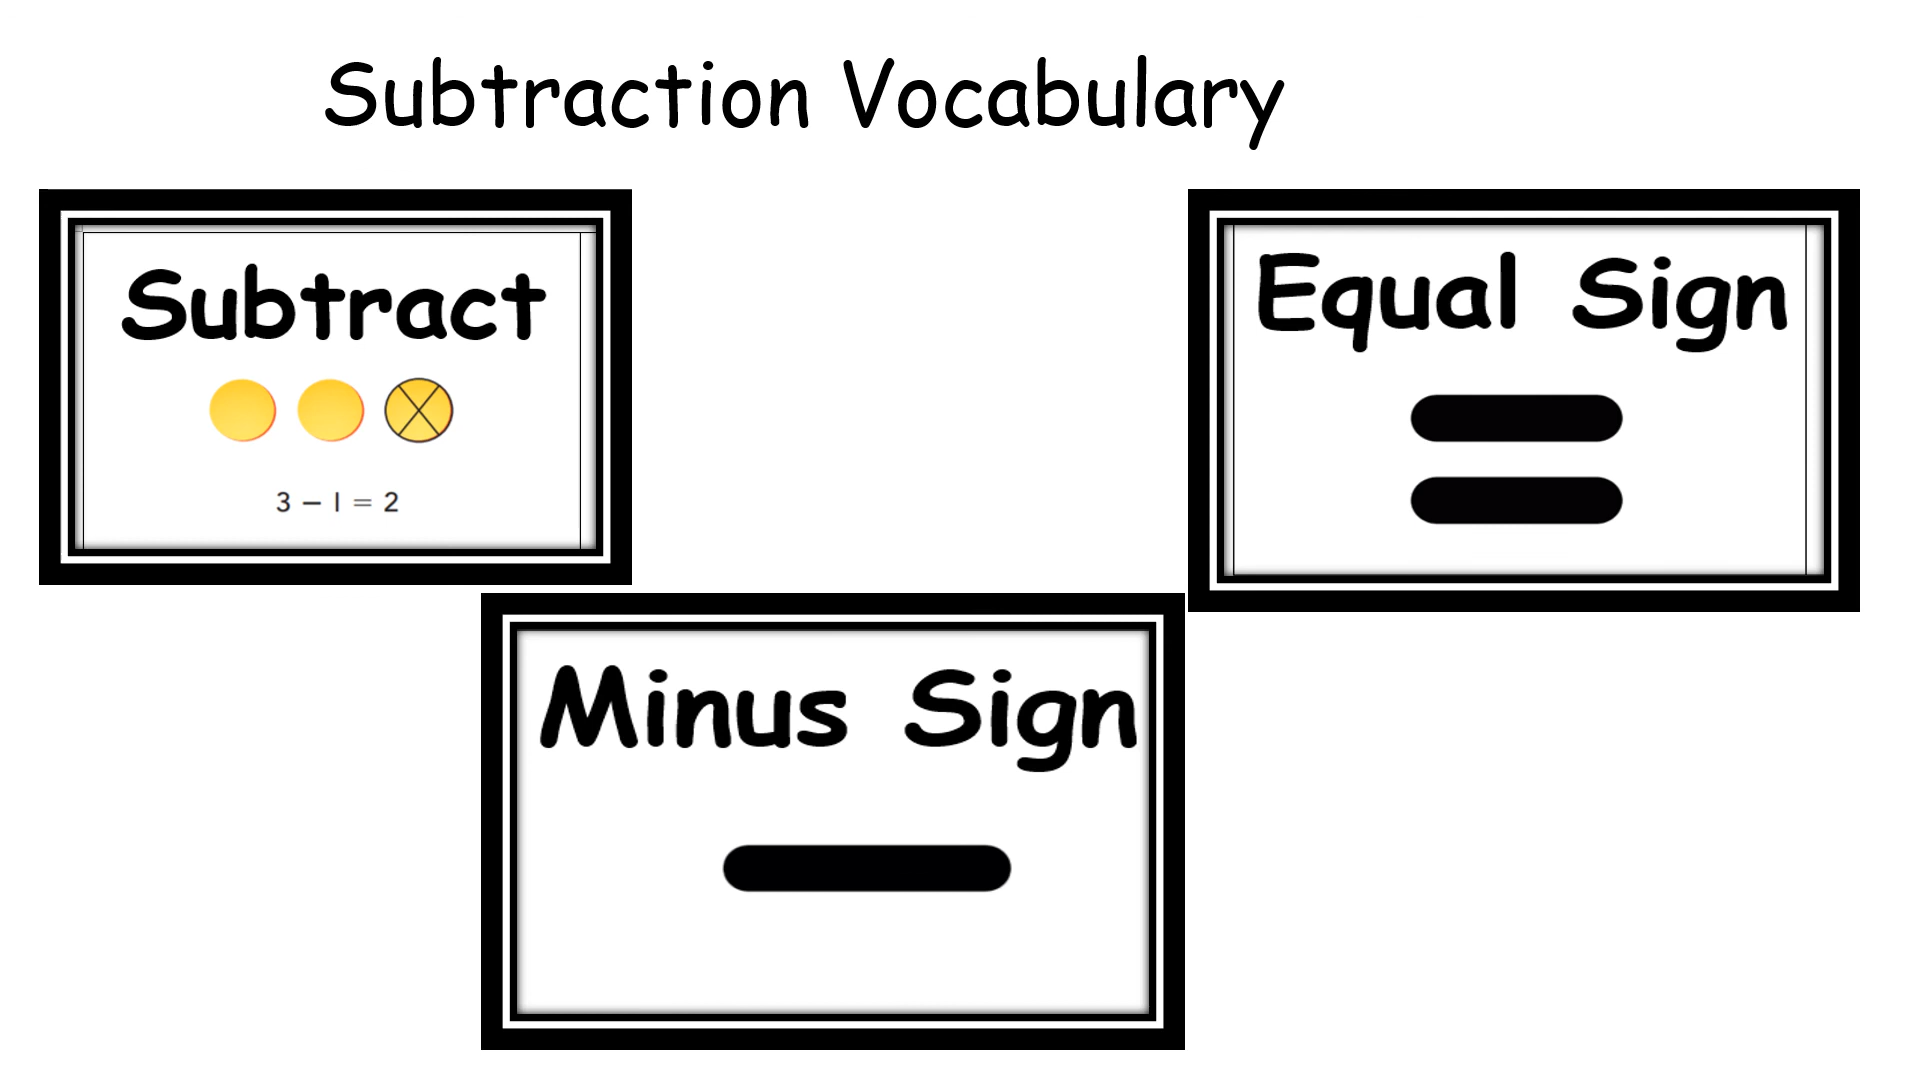 Subtraction Vocabulary
Subtract
3 – 1 = 2
Equal Sign
=
Minus Sign
–